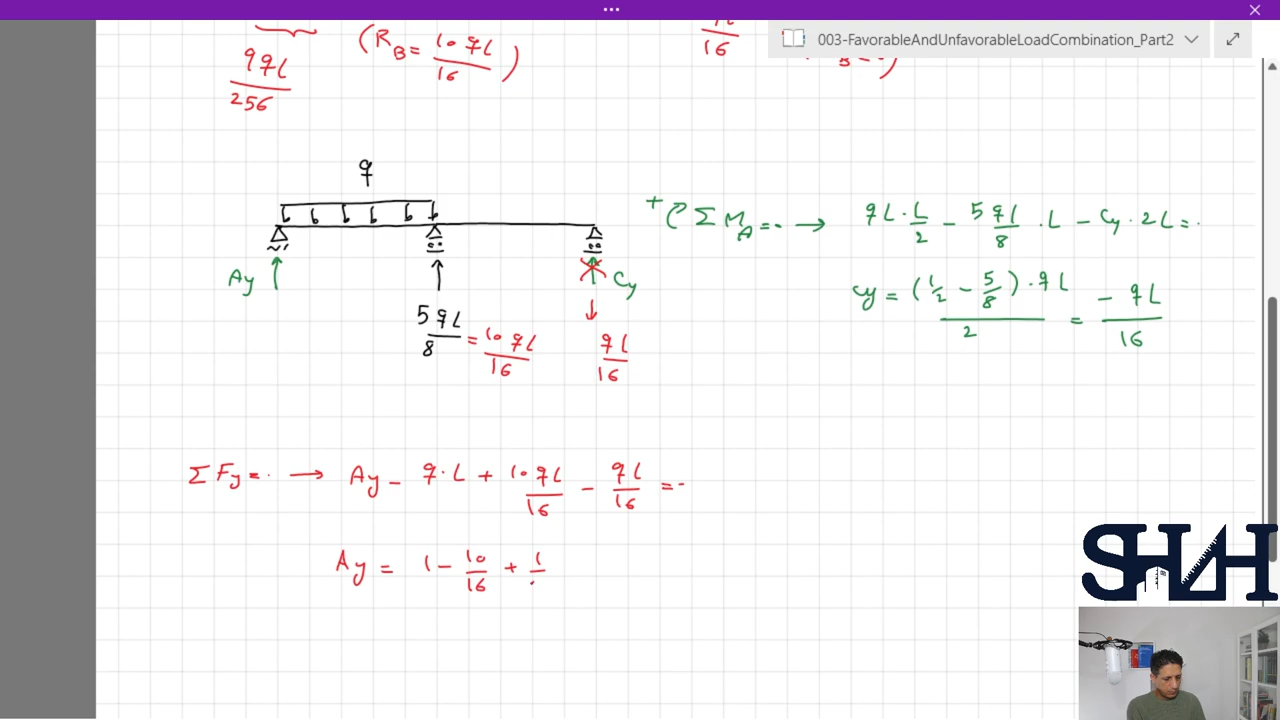 003-FavorableAndUnfavorableLoadCombination_Part2
9qL/256 (R_B = 10qL/16)
16
q
+ ΣM_A = 0 → qL · L/2 - 5qL/8 · L - Cy · 2L = 0
Ay Cy
Cy = (1/2 - 5/8) · qL / 2 = - qL/16
5qL/8 = 10qL/16 qL/16
ΣFy = 0 → Ay - q·L + 10qL/16 - qL/16 = 0
Ay = 1 - 10/16 + 1/
SHAH